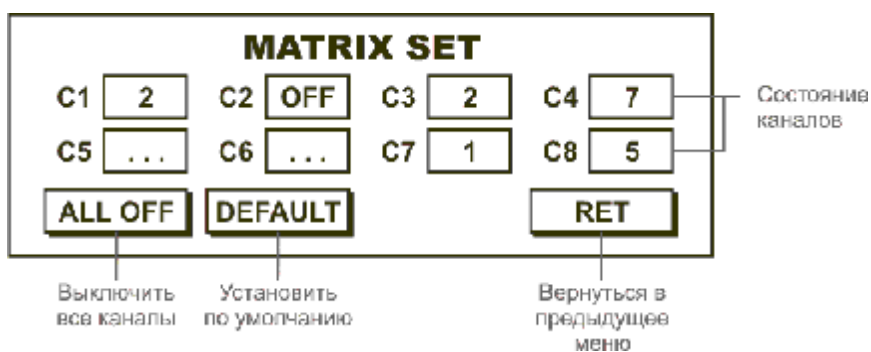 MATRIX SET
C1 2 C2 OFF C3 2 C4 7
C5 ... C6 ... C7 1 C8 5
Состояние
каналов
ALL OFF DEFAULT RET
Выключить
все каналы
Установить
по умолчанию
Вернуться в
предыдущее
меню